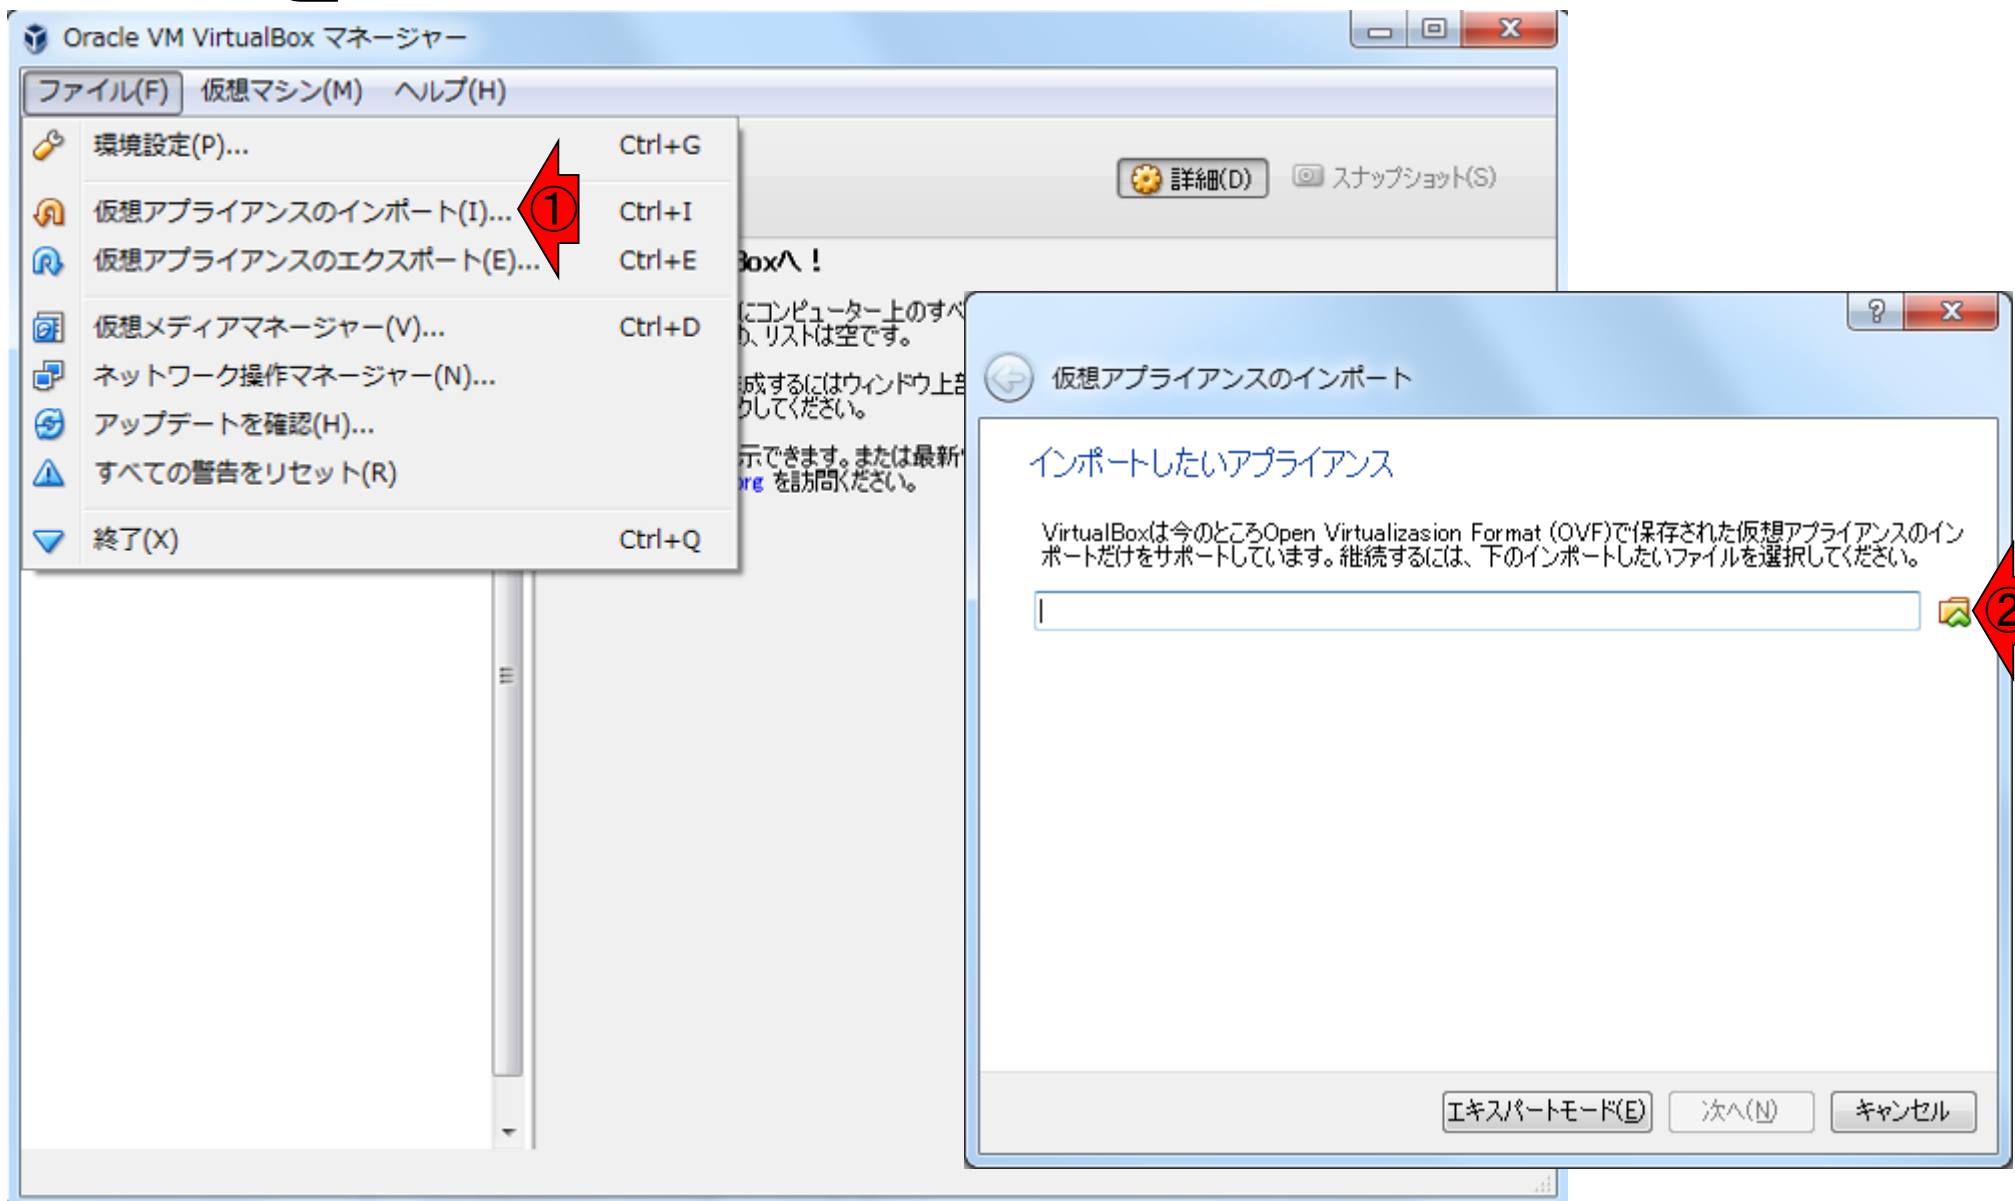 Oracle VM VirtualBox マネージャー
ファイル(F) 仮想マシン(M) ヘルプ(H)
環境設定(P)... Ctrl+G
仮想アプライアンスのインポート(I)... ① Ctrl+I
仮想アプライアンスのエクスポート(E)... Ctrl+E
仮想メディアマネージャー(V)... Ctrl+D
ネットワーク操作マネージャー(N)...
アップデートを確認(H)...
すべての警告をリセット(R)
終了(X) Ctrl+Q
詳細(D) スナップショット(S)
Boxへ！
にコンピューター上のすべ
、リストは空です。
成するにはウィンドウ上部
クしてください。
示できます。または最新
org を訪問ください。
仮想アプライアンスのインポート
インポートしたいアプライアンス
VirtualBoxは今のところOpen Virtualizasion Format (OVF)で保存された仮想アプライアンスのイン
ポートだけをサポートしています。継続するには、下のインポートしたいファイルを選択してください。
②
エキスパートモード(E) 次へ(N) キャンセル